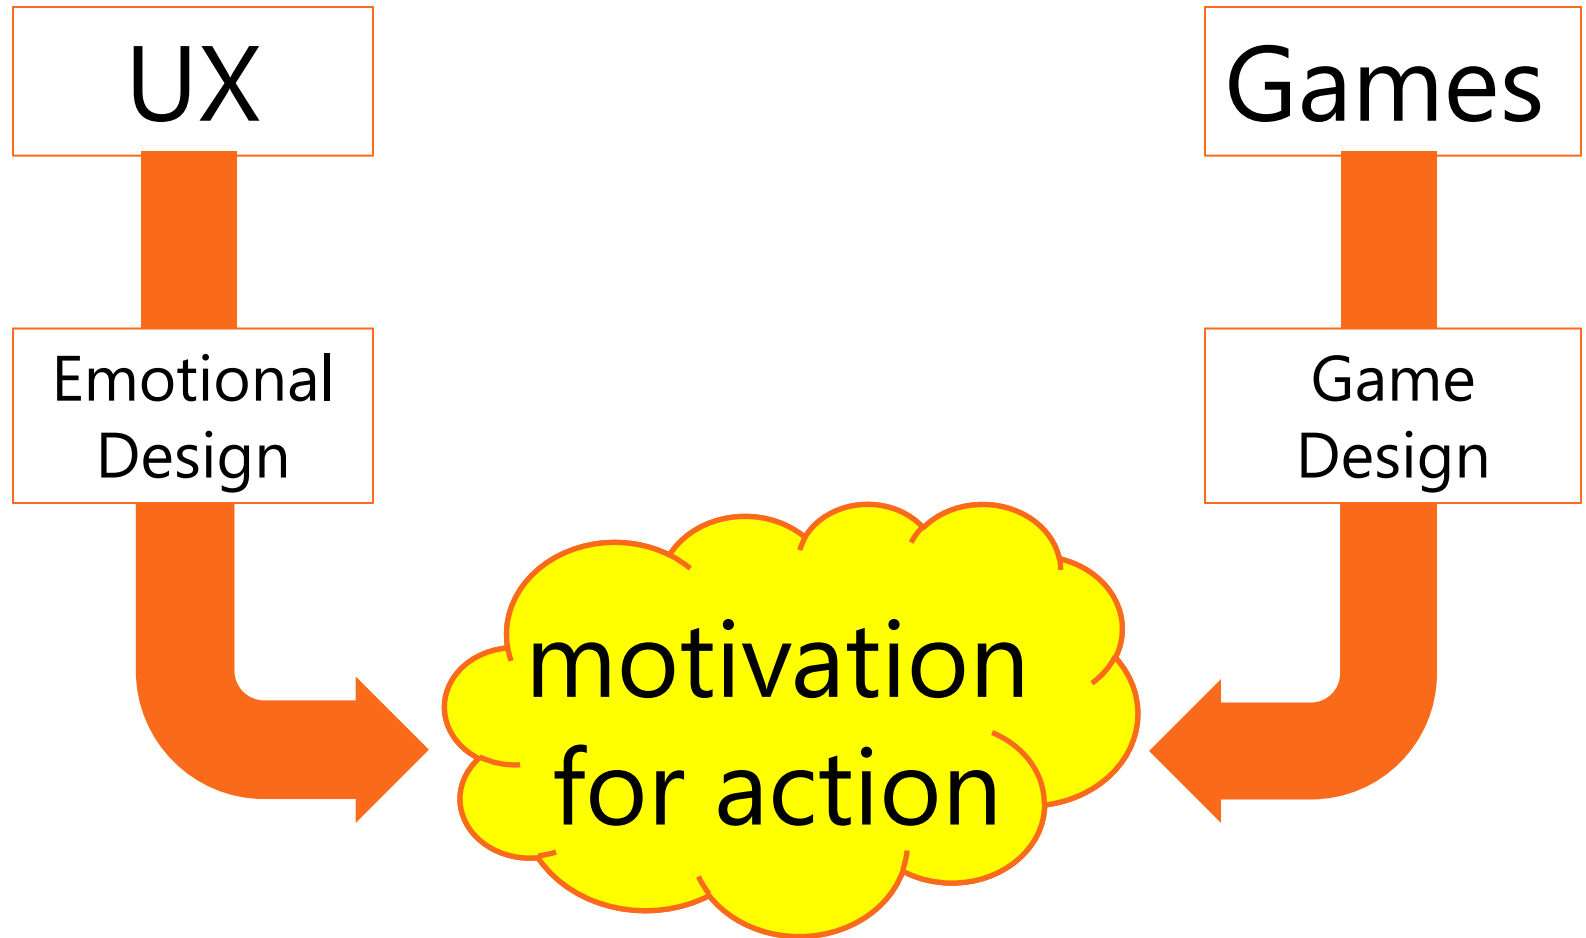 UX
Games
Emotional
Design
Game
Design
motivation
for action